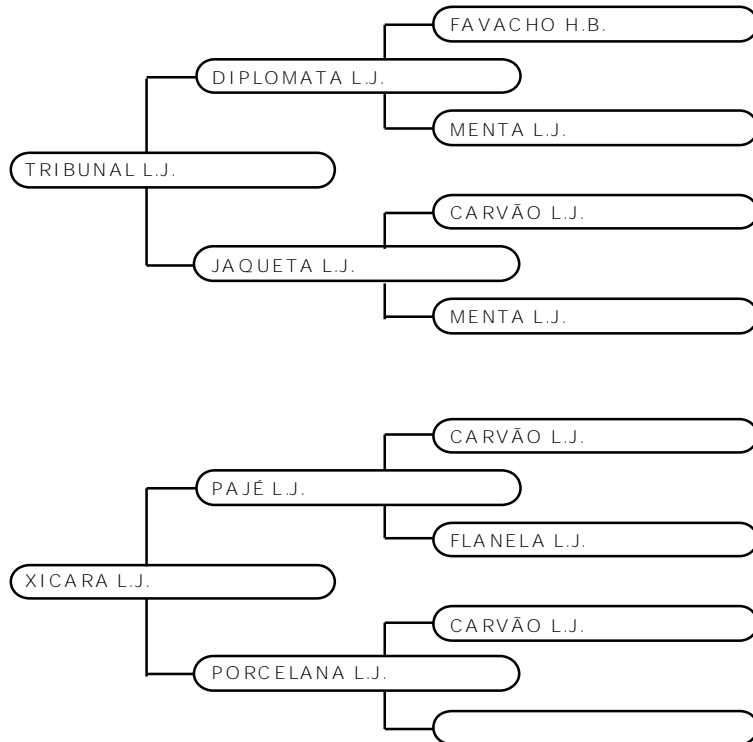 FAVACHO H.B.
DIPLOMATA L.J.
MENTA L.J.
TRIBUNAL L.J.
CARVÃO L.J.
JAQUETA L.J.
MENTA L.J.
CARVÃO L.J.
PAJÉ L.J.
FLANELA L.J.
XICARA L.J.
CARVÃO L.J.
PORCELANA L.J.